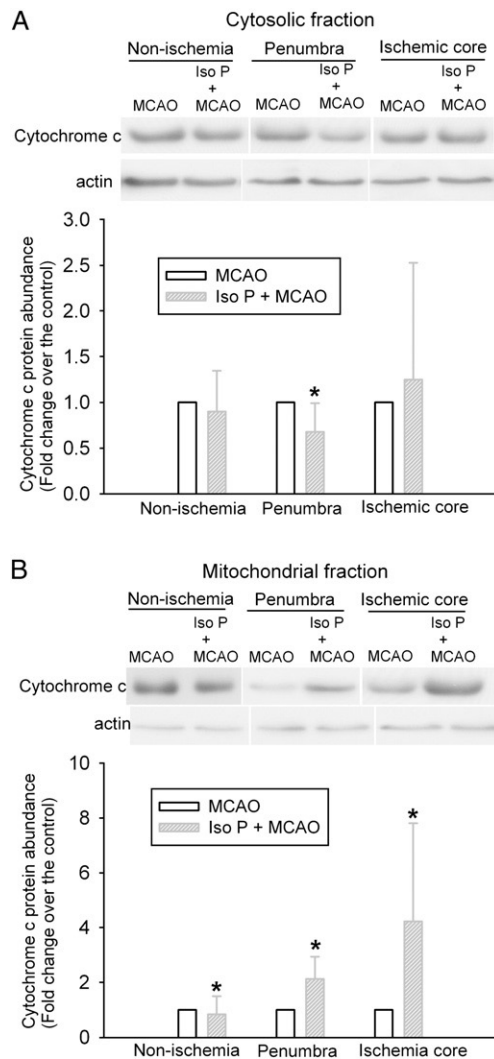 A
Cytosolic fraction
Non-ischemia Penumbra Ischemic core
Iso P Iso P Iso P
+ + +
MCAO MCAO MCAO MCAO MCAO MCAO
Cytochrome c
actin
Cytochrome c protein abundance
(Fold change over the control)
3.0
2.5
2.0
1.5
1.0
0.5
0.0
MCAO
Iso P + MCAO
*
Non-ischemia Penumbra Ischemic core
B
Mitochondrial fraction
Non-ischemia Penumbra Ischemic core
Iso P Iso P Iso P
+ + +
MCAO MCAO MCAO MCAO MCAO MCAO
Cytochrome c
actin
Cytochrome c protein abundance
(Fold change over the control)
10
8
6
4
2
0
MCAO
Iso P + MCAO
* * *
Non-ischemia Penumbra Ischemia core